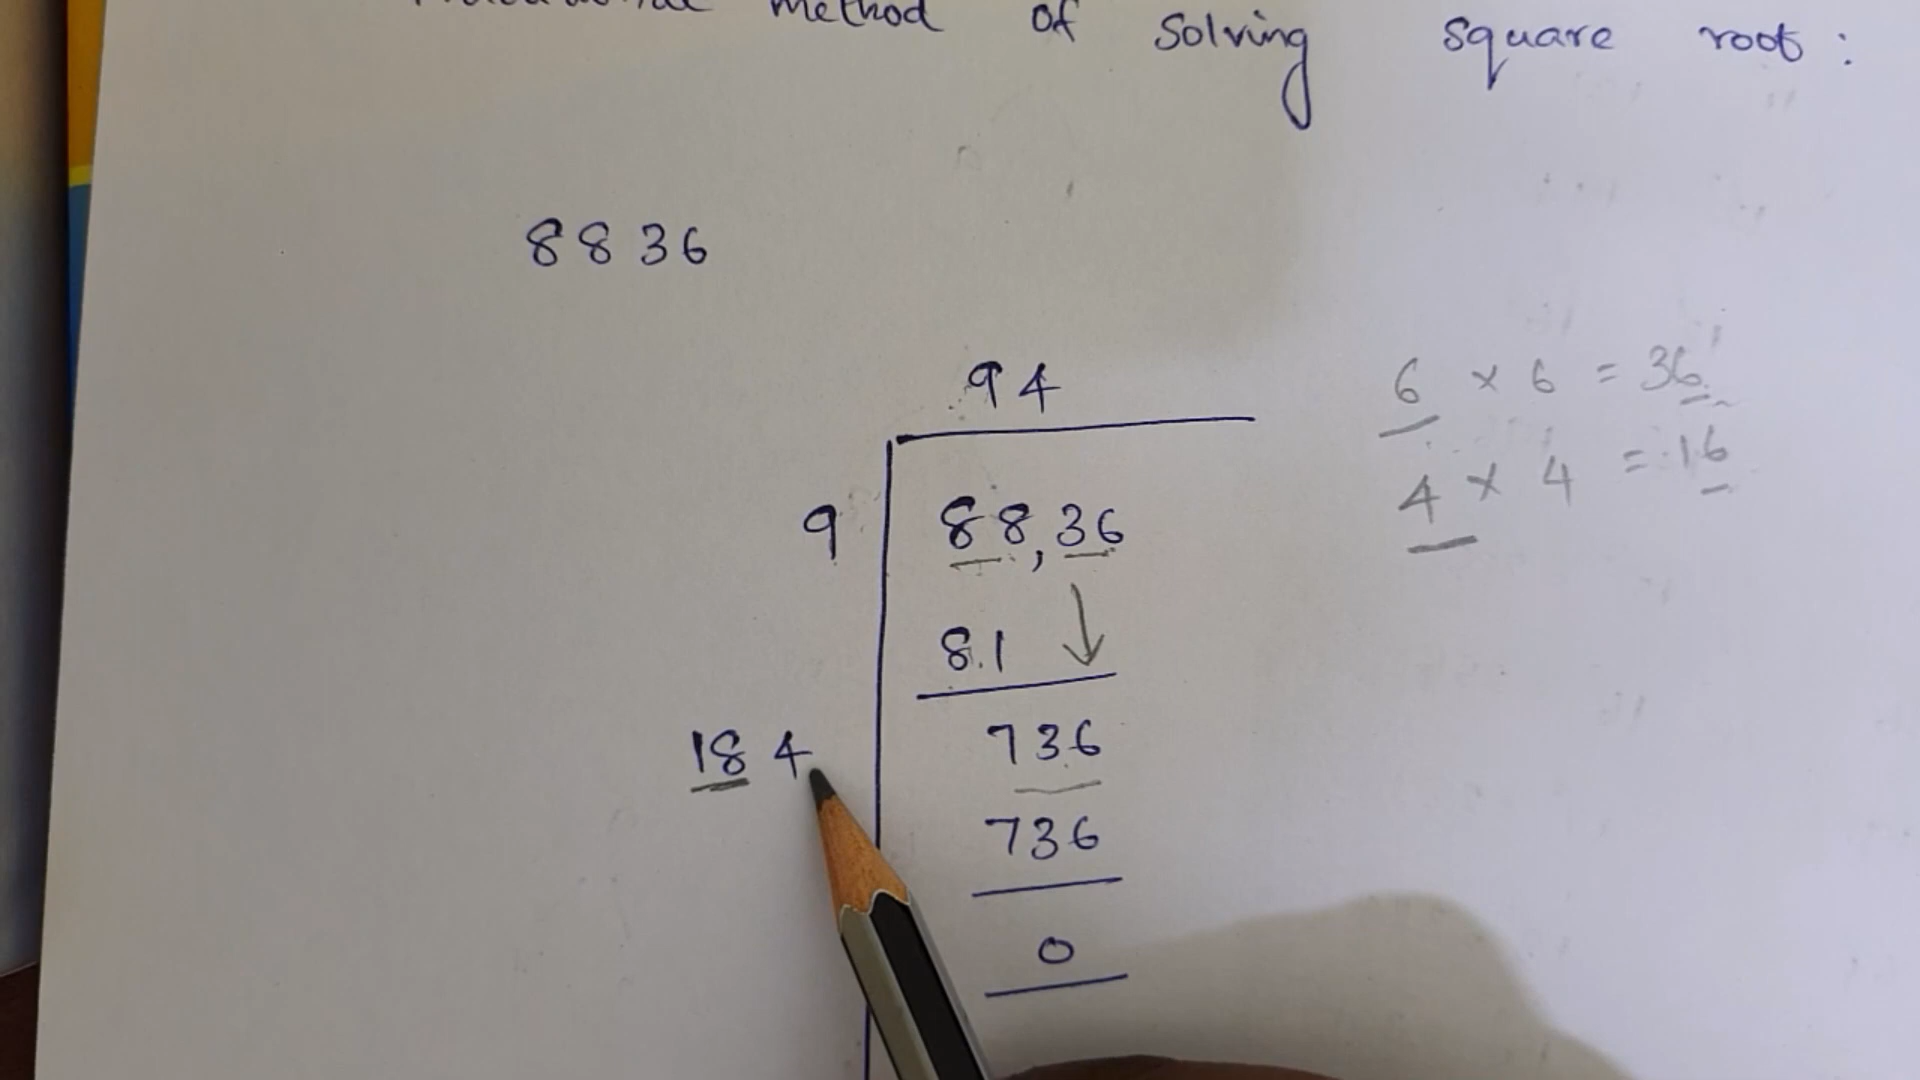 method of solving square root :
8836
94
9 88,36
81
184 736
736
0
6 × 6 = 36
4 × 4 = 16